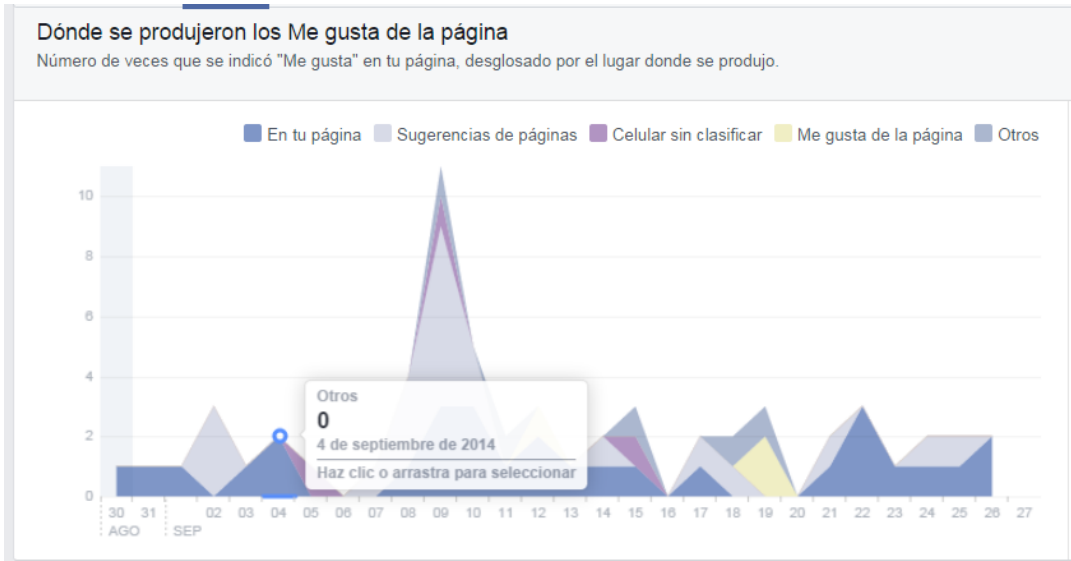 Dónde se produjeron los Me gusta de la página
Número de veces que se indicó "Me gusta" en tu página, desglosado por el lugar donde se produjo.
En tu página Sugerencias de páginas Celular sin clasificar Me gusta de la página Otros
10
8
6
4
2
0
Otros
0
4 de septiembre de 2014
Haz clic o arrastra para seleccionar
30 31 02 03 04 05 06 07 08 09 10 11 12 13 14 15 16 17 18 19 20 21 22 23 24 25 26 27
AGO SEP